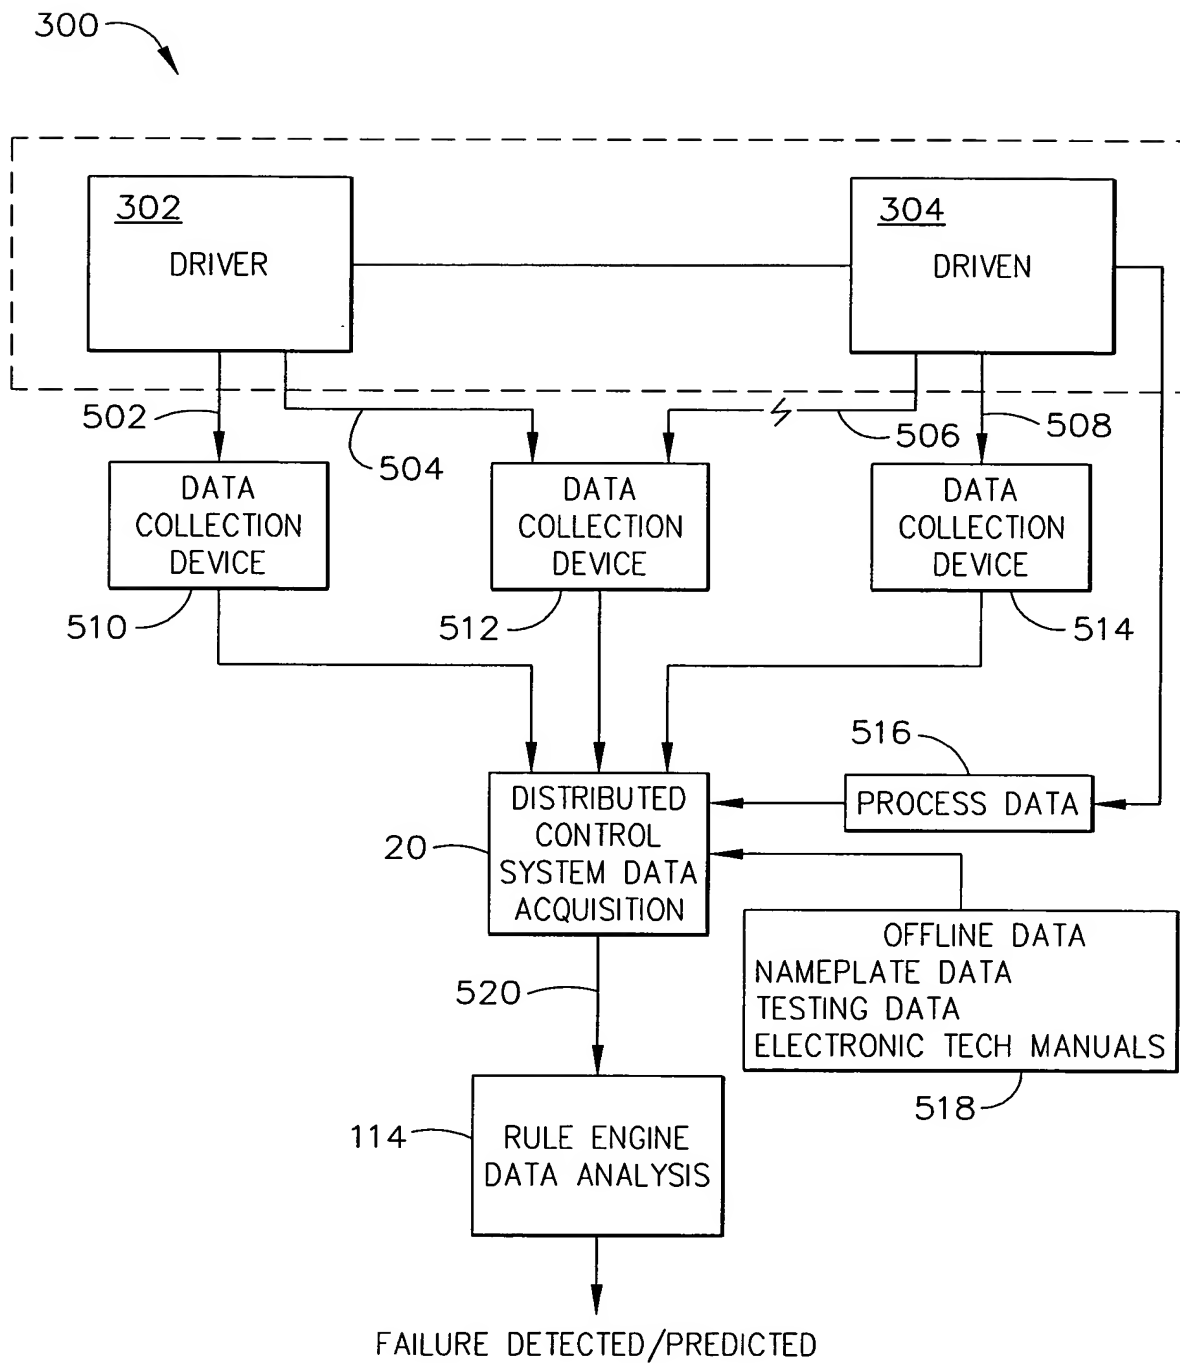 300
302
DRIVER
304
DRIVEN
502
504
506
508
DATA
COLLECTION
DEVICE
510
DATA
COLLECTION
DEVICE
512
DATA
COLLECTION
DEVICE
514
516
PROCESS DATA
DISTRIBUTED
CONTROL
SYSTEM DATA
ACQUISITION
20
OFFLINE DATA
NAMEPLATE DATA
TESTING DATA
ELECTRONIC TECH MANUALS
518
520
114
RULE ENGINE
DATA ANALYSIS
FAILURE DETECTED/PREDICTED